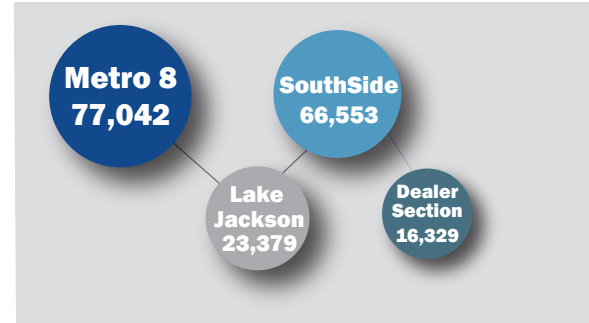 Metro 8
77,042
SouthSide
66,553
Lake
Jackson
23,379
Dealer
Section
16,329